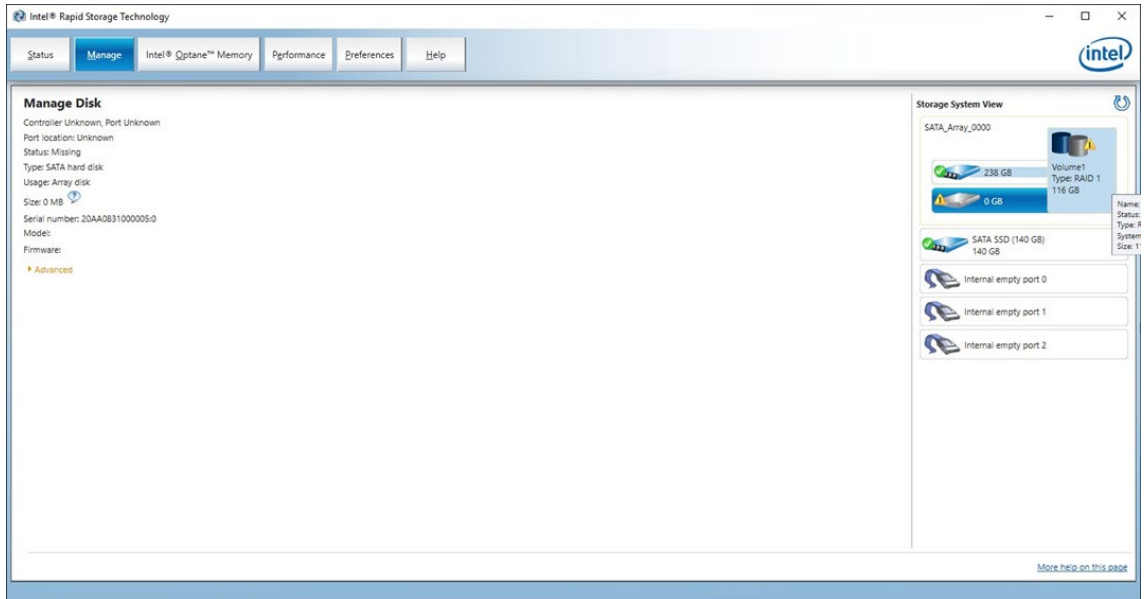 Intel® Rapid Storage Technology
Status
Manage
Intel® Optane™ Memory
Performance
Preferences
Help
intel
Manage Disk
Controller Unknown, Port Unknown
Port location: Unknown
Status: Missing
Type: SATA hard disk
Usage: Array disk
Size: 0 MB
Serial number: 20AA0831000005:0
Model:
Firmware:
Advanced
Storage System View
SATA_Array_0000
238 GB
0 GB
Volume1
Type: RAID 1
116 GB
Name:
Status:
Type: R
System
Size: 1
SATA SSD (140 GB)
140 GB
Internal empty port 0
Internal empty port 1
Internal empty port 2
More help on this page